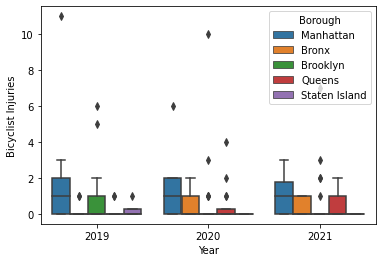 Bicyclist Injuries
10
8
6
4
2
0
Borough
Manhattan
Bronx
Brooklyn
Queens
Staten Island
2019
2020
2021
Year